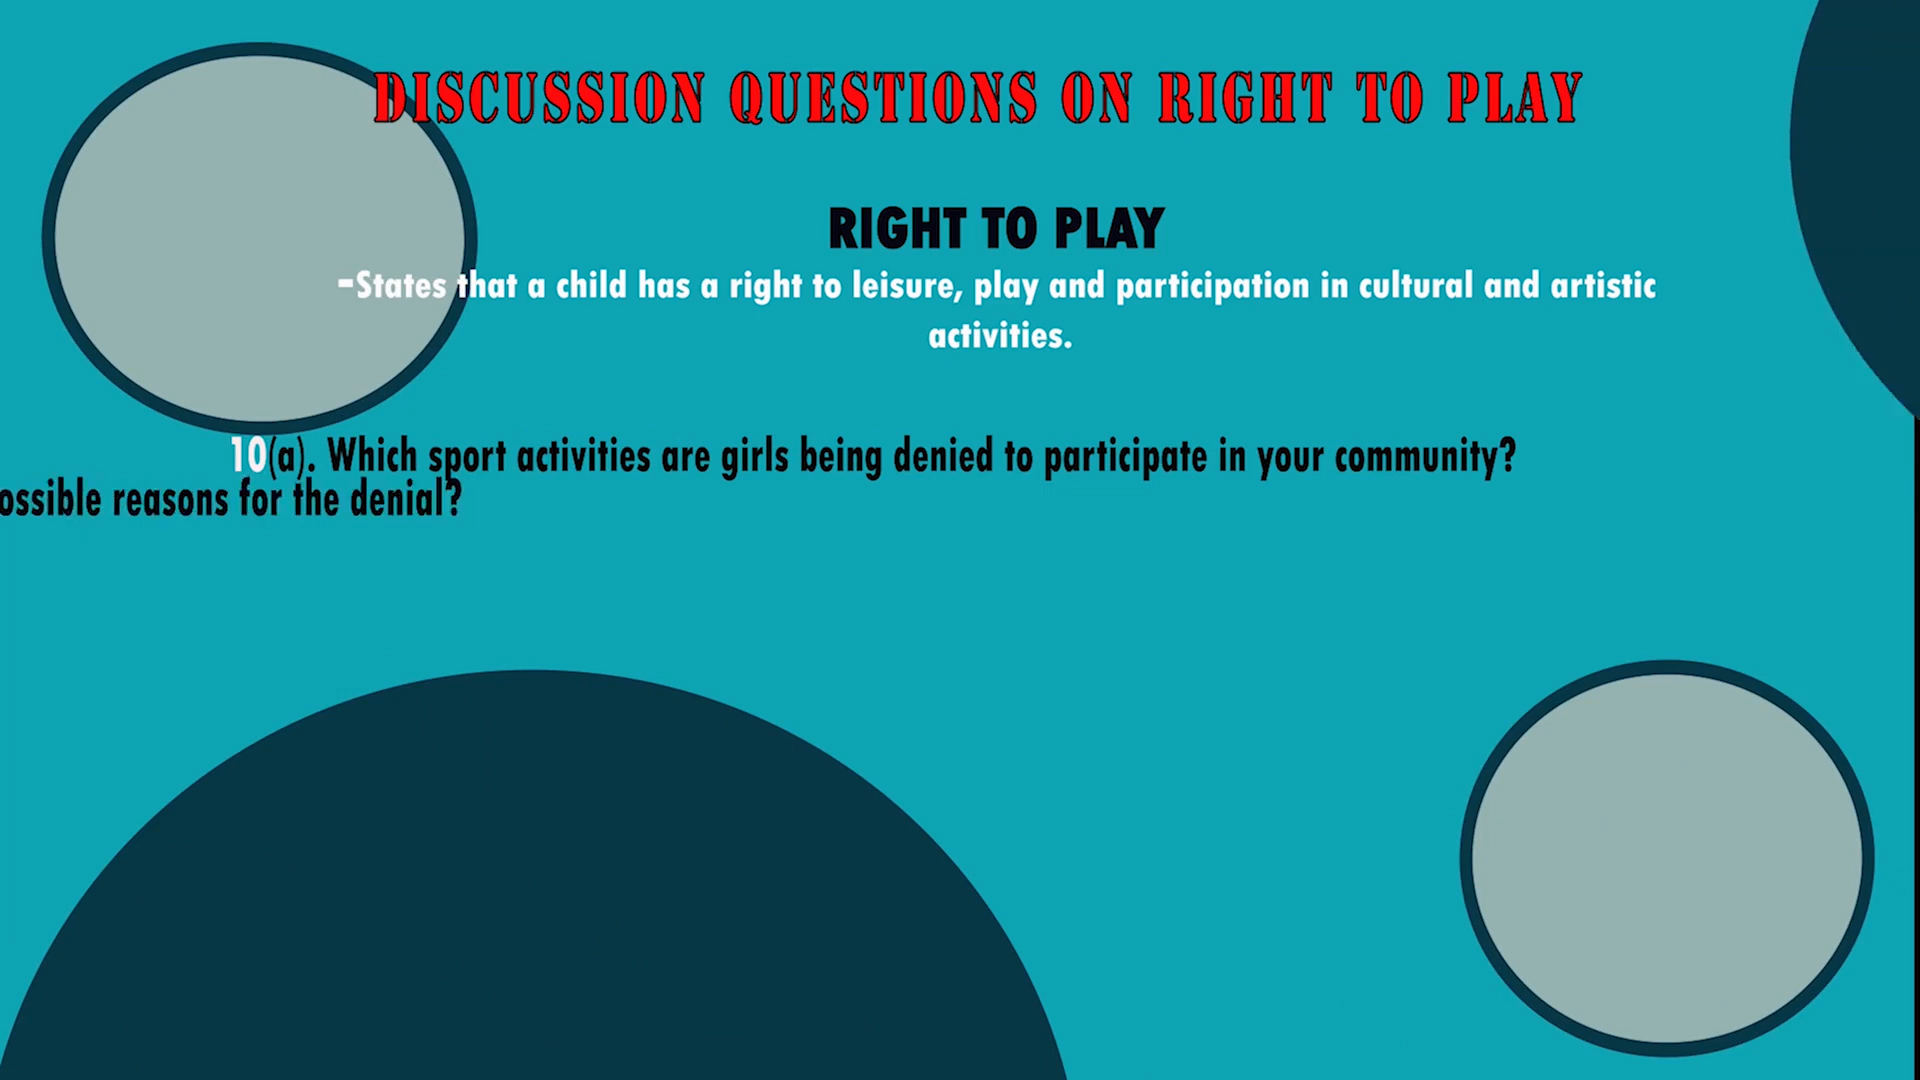 DISCUSSION QUESTIONS ON RIGHT TO PLAY
RIGHT TO PLAY
-States that a child has a right to leisure, play and participation in cultural and artistic
activities.
10(a). Which sport activities are girls being denied to participate in your community?
reasons for the denial?